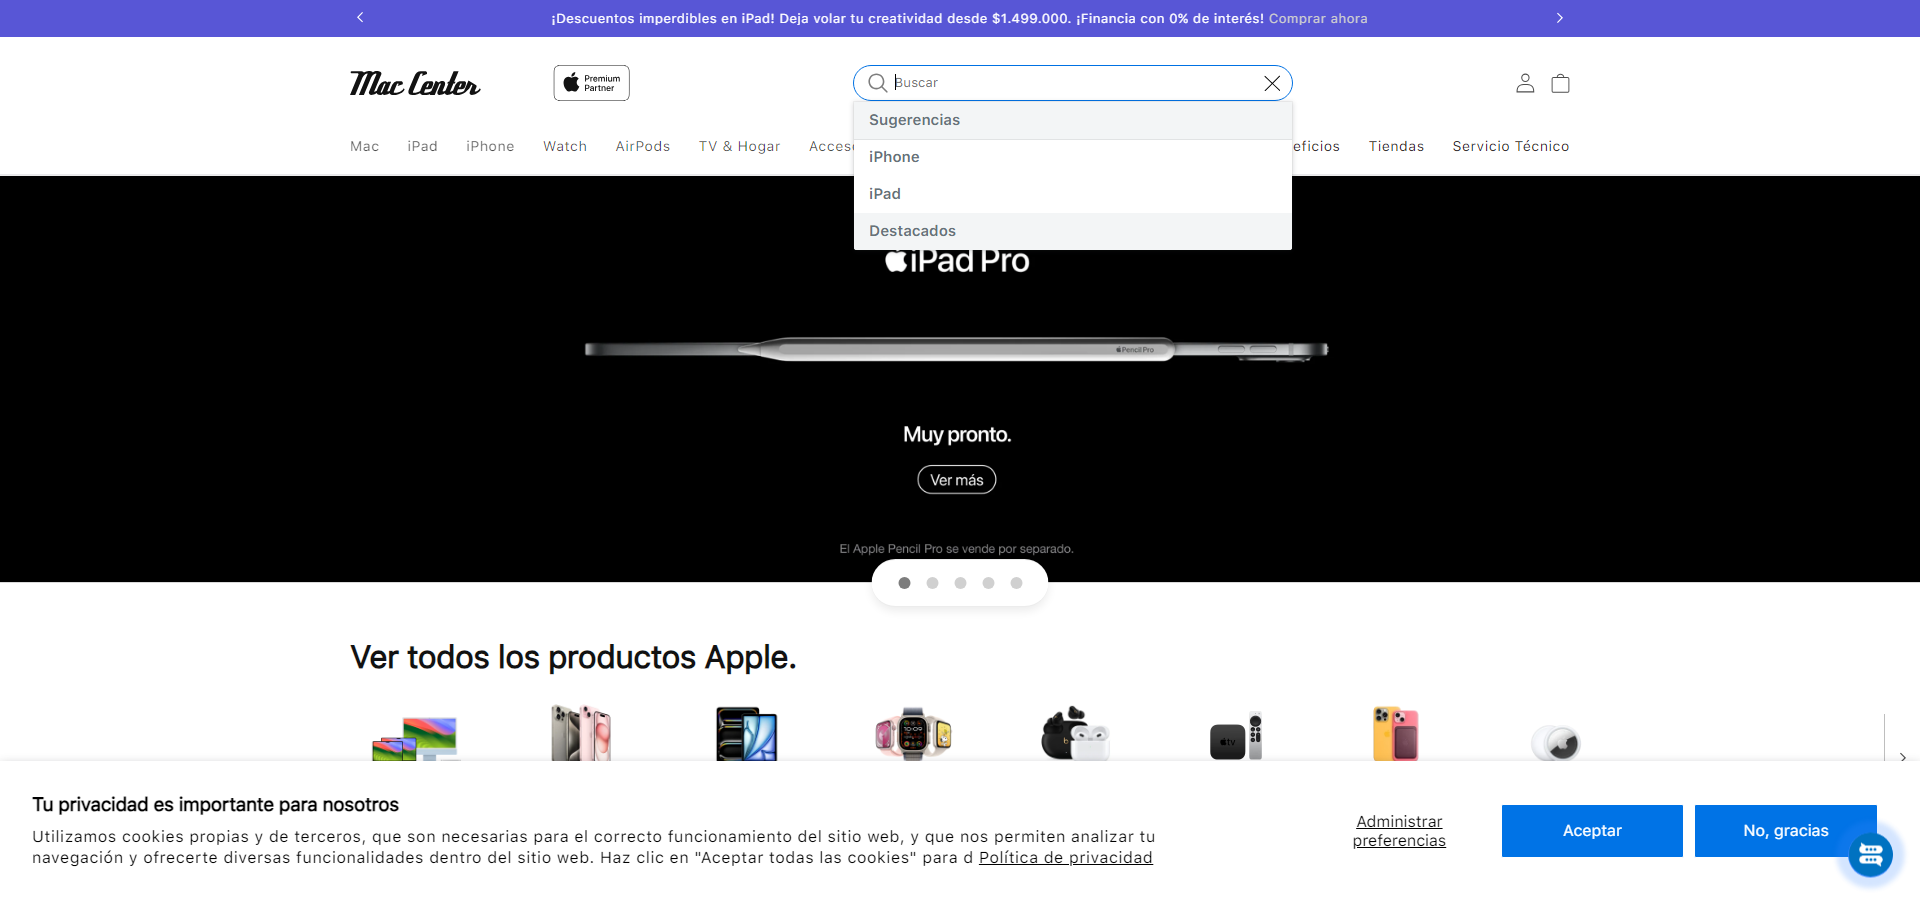 ¡Descuentos imperdibles en iPad! Deja volar tu creatividad desde $1.499.000. ¡Financia con 0% de interés! Comprar ahora
Mac Center
Premium
Partner
Buscar
Sugerencias
iPhone
iPad
Destacados
Mac iPad iPhone Watch AirPods TV & Hogar Acces
eficios Tiendas Servicio Técnico
iPad Pro
Pencil Pro
Muy pronto.
Ver más
El Apple Pencil Pro se vende por separado.
Ver todos los productos Apple.
10:09
tv
Tu privacidad es importante para nosotros
Utilizamos cookies propias y de terceros, que son necesarias para el correcto funcionamiento del sitio web, y que nos permiten analizar tu
navegación y ofrecerte diversas funcionalidades dentro del sitio web. Haz clic en "Aceptar todas las cookies" para d Política de privacidad
Administrar
preferencias
Aceptar
No, gracias